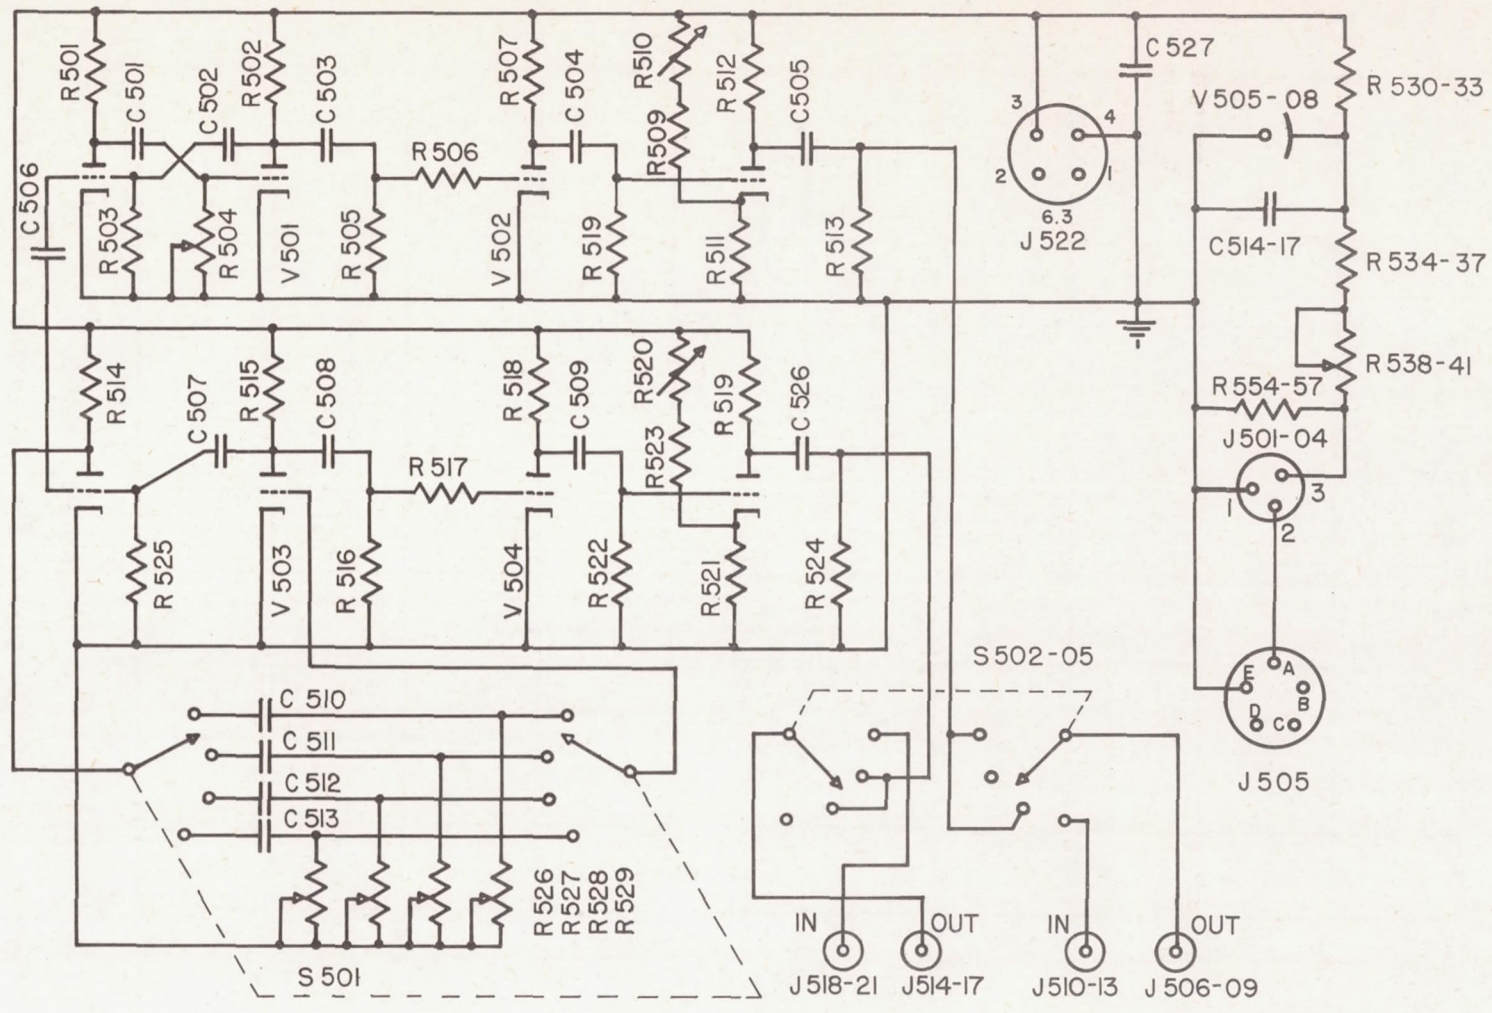 R501
C501
C502
R502
C503
R507
C504
R510
R509
R512
C505
C527
R530-33
V505-08
3
4
2
1
6.3
J522
C506
R503
R504
V501
R505
R506
V502
R519
R511
R513
C514-17
R534-37
R514
C507
R515
C508
R518
C509
R520
R523
R519
C526
R538-41
R554-57
J501-04
1
3
2
R517
R525
V503
R516
V504
R522
R521
R524
S502-05
E
A
B
D
C
J505
C510
C511
C512
C513
R526
R527
R528
R529
S501
IN
OUT
IN
OUT
J518-21
J514-17
J510-13
J506-09